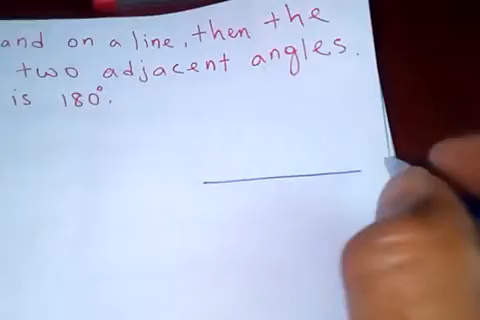 and on a line, then the
two adjacent angles.
is 180°.